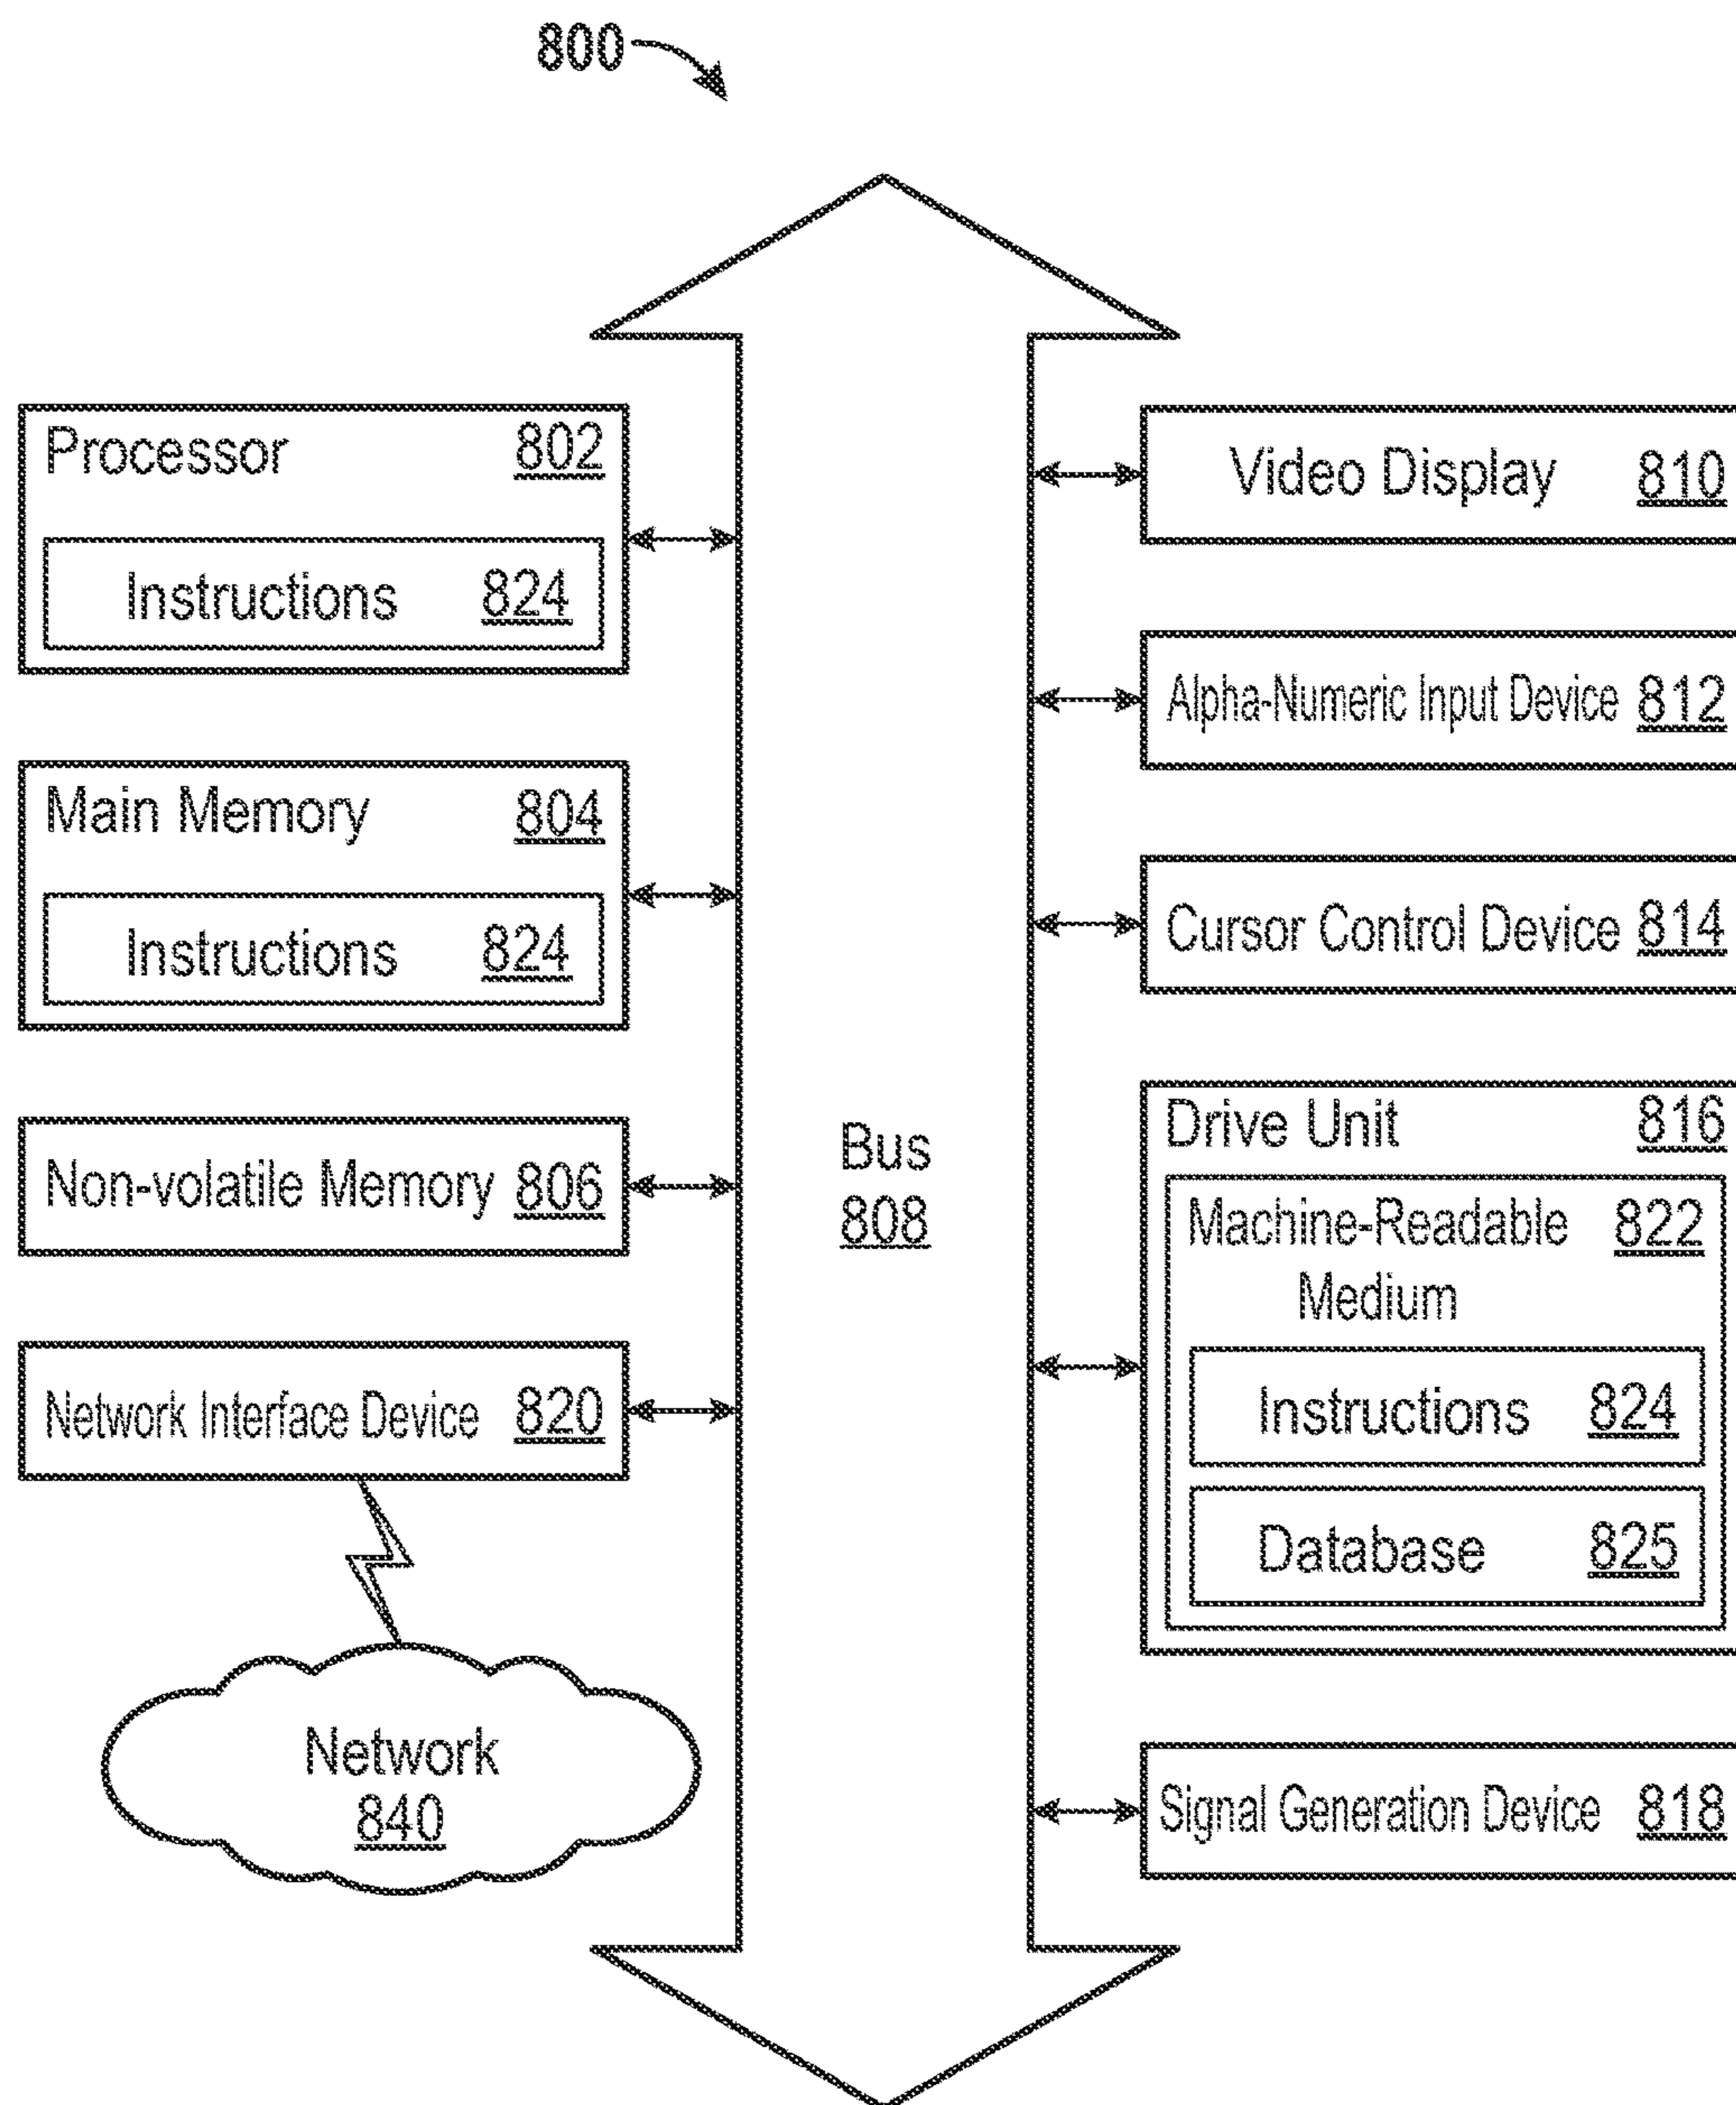 800
Processor 802
Instructions 824
Main Memory 804
Instructions 824
Non-volatile Memory 806
Network Interface Device 820
Network
840
Bus
808
Video Display 810
Alpha-Numeric Input Device 812
Cursor Control Device 814
Drive Unit 816
Machine-Readable 822
Medium
Instructions 824
Database 825
Signal Generation Device 818